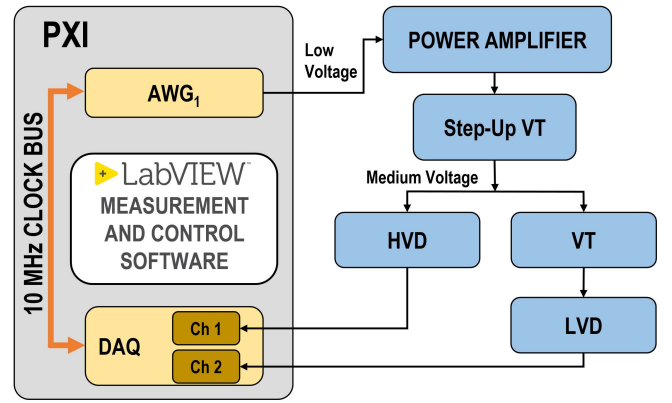 PXI
AWG1
10 MHz CLOCK BUS
LabVIEW™
MEASUREMENT
AND CONTROL
SOFTWARE
DAQ
Ch 1
Ch 2
Low
Voltage
POWER AMPLIFIER
Step-Up VT
Medium Voltage
HVD
VT
LVD